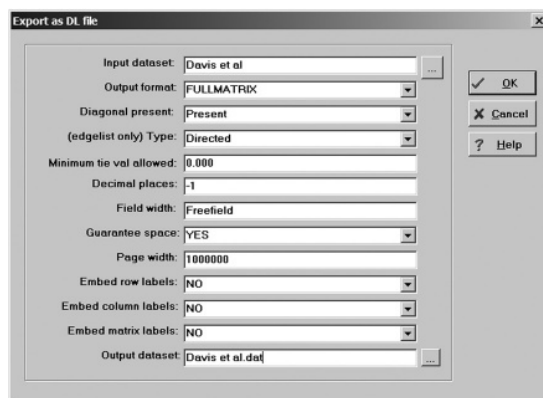 Export as DL file
Input dataset: Davis et al ...
Output format: FULLMATRIX
Diagonal present: Present
(edgelist only) Type: Directed
Minimum tie val allowed: 0.000
Decimal places: -1
Field width: Freefield
Guarantee space: YES
Page width: 1000000
Embed row labels: NO
Embed column labels: NO
Embed matrix labels: NO
Output dataset: Davis et al.dat ...
OK
Cancel
? Help